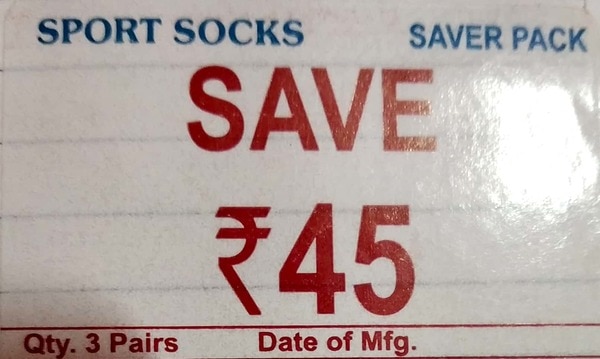 SPORT SOCKS SAVER PACK
SAVE
₹45
Qty. 3 Pairs Date of Mfg.